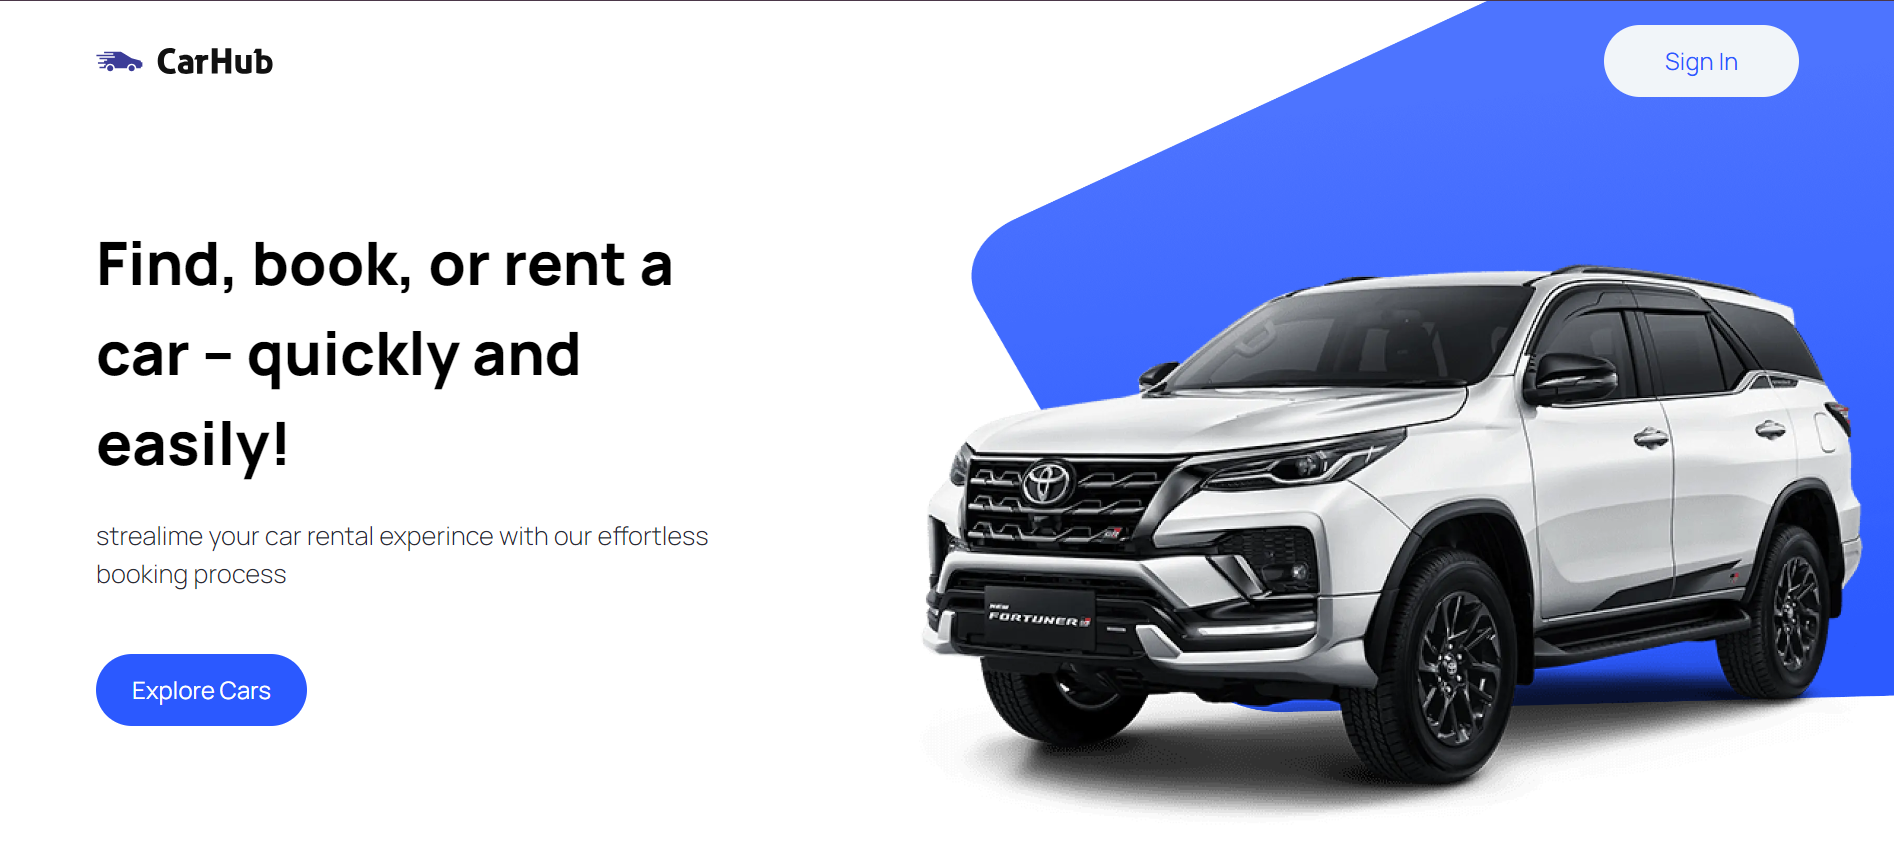 CarHub
Sign In
Find, book, or rent a
car – quickly and
easily!
strealime your car rental experince with our effortless
booking process
Explore Cars
NEW
FORTUNER